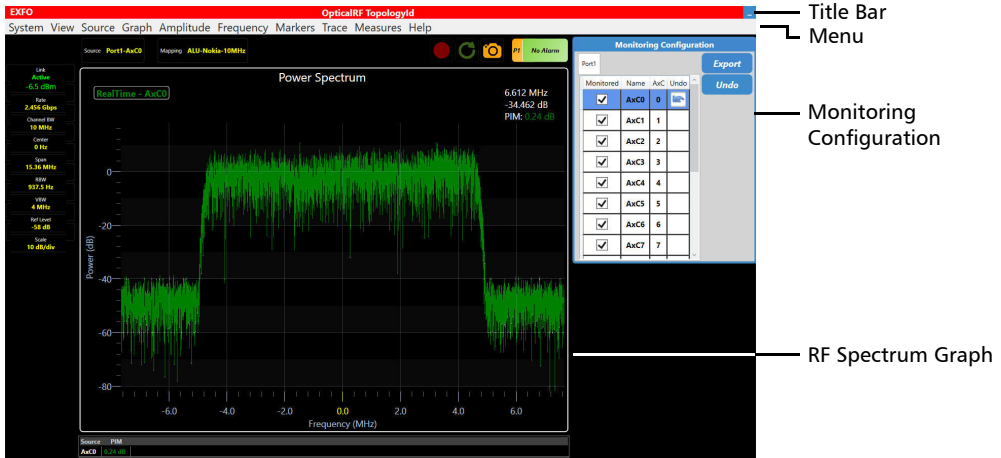 EXFO
OpticalRF TopologyId
Title Bar
System View Source Graph Amplitude Frequency Markers Trace Measures Help
Menu
Source Port1-AxC0
Mapping ALU-Nokia-10MHz
P1 No Alarm
Link
Active
-6.5 dBm
Rate
2.456 Gbps
Channel BW
10 MHz
Center
0 Hz
Span
15.36 MHz
RBW
937.5 Hz
VBW
4 MHz
Ref Level
-58 dB
Scale
10 dB/div
Power Spectrum
RealTime - AxC0
6.612 MHz
-34.462 dB
PIM: 0.24 dB
Power (dB)
0
-20
-40
-60
-80
-6.0 -4.0 -2.0 0.0 2.0 4.0 6.0
Frequency (MHz)
Source PIM
AxC0 0.24 dB
Monitoring Configuration
Port1
Export
Undo
Monitored Name AxC Undo
AxC0 0
AxC1 1
AxC2 2
AxC3 3
AxC4 4
AxC5 5
AxC6 6
AxC7 7
Monitoring
Configuration
RF Spectrum Graph